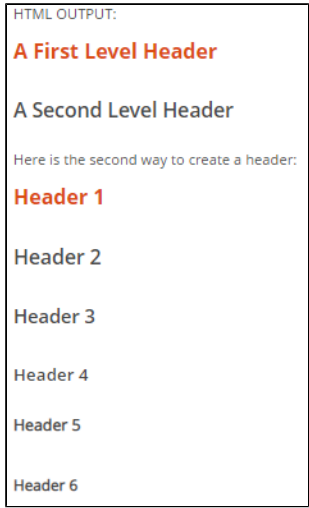 HTML OUTPUT:
A First Level Header
A Second Level Header
Here is the second way to create a header:
Header 1
Header 2
Header 3
Header 4
Header 5
Header 6